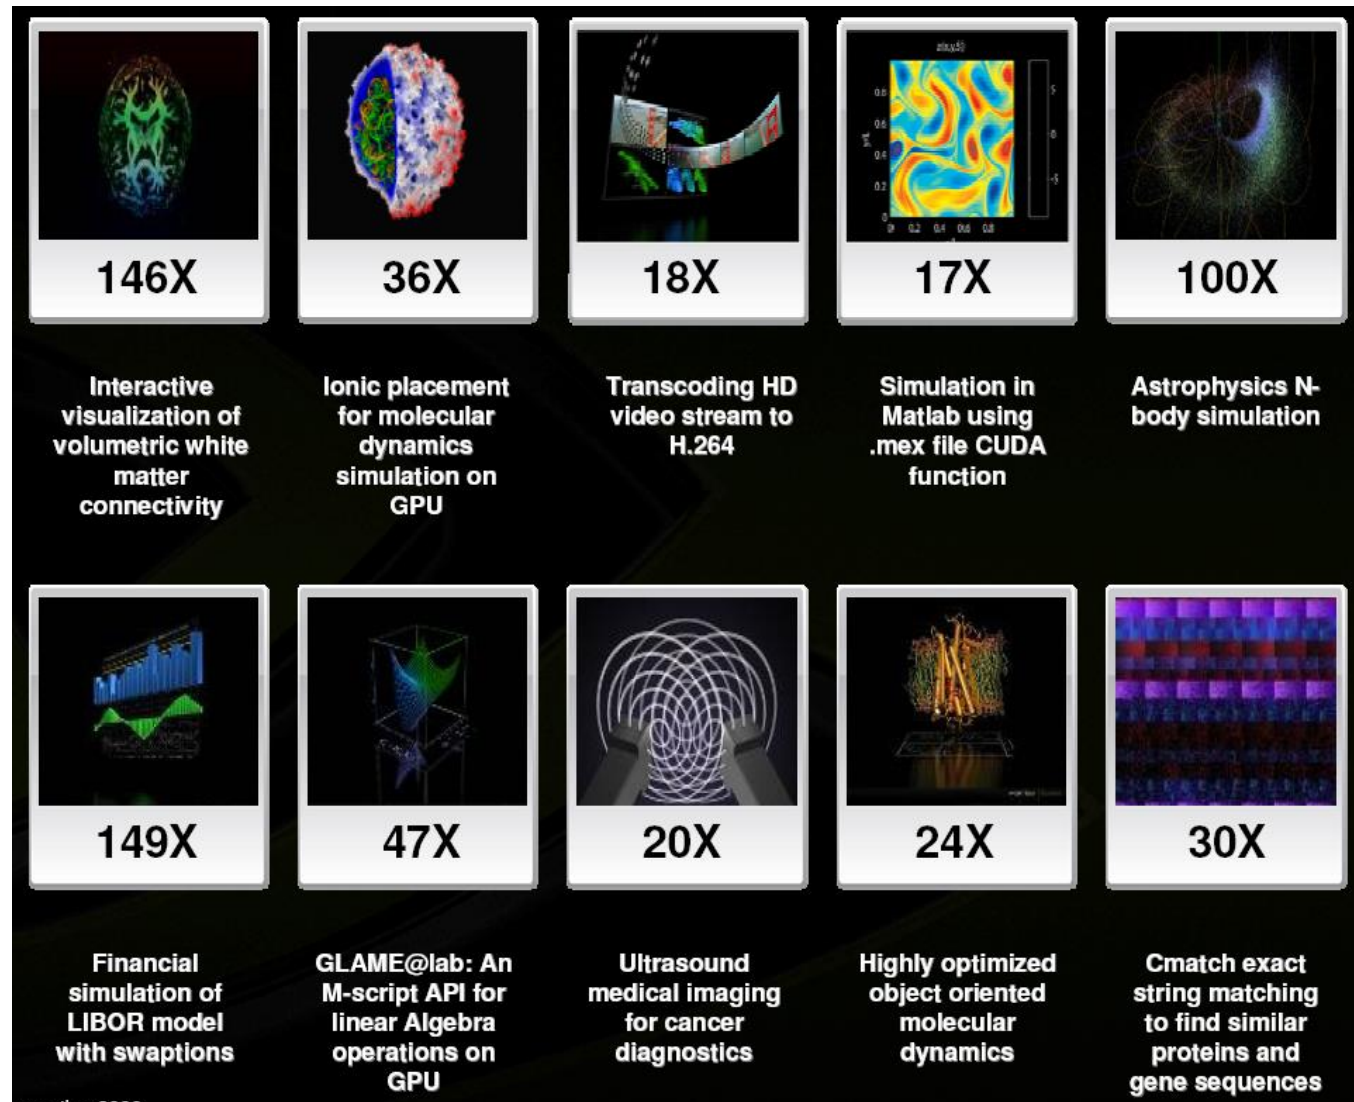 146X
36X
18X
17X
100X
Interactive
visualization of
volumetric white
matter
connectivity
Ionic placement
for molecular
dynamics
simulation on
GPU
Transcoding HD
video stream to
H.264
Simulation in
Matlab using
.mex file CUDA
function
Astrophysics N-
body simulation
149X
47X
20X
24X
30X
Financial
simulation of
LIBOR model
with swaptions
GLAME@lab: An
M-script API for
linear Algebra
operations on
GPU
Ultrasound
medical imaging
for cancer
diagnostics
Highly optimized
object oriented
molecular
dynamics
Cmatch exact
string matching
to find similar
proteins and
gene sequences